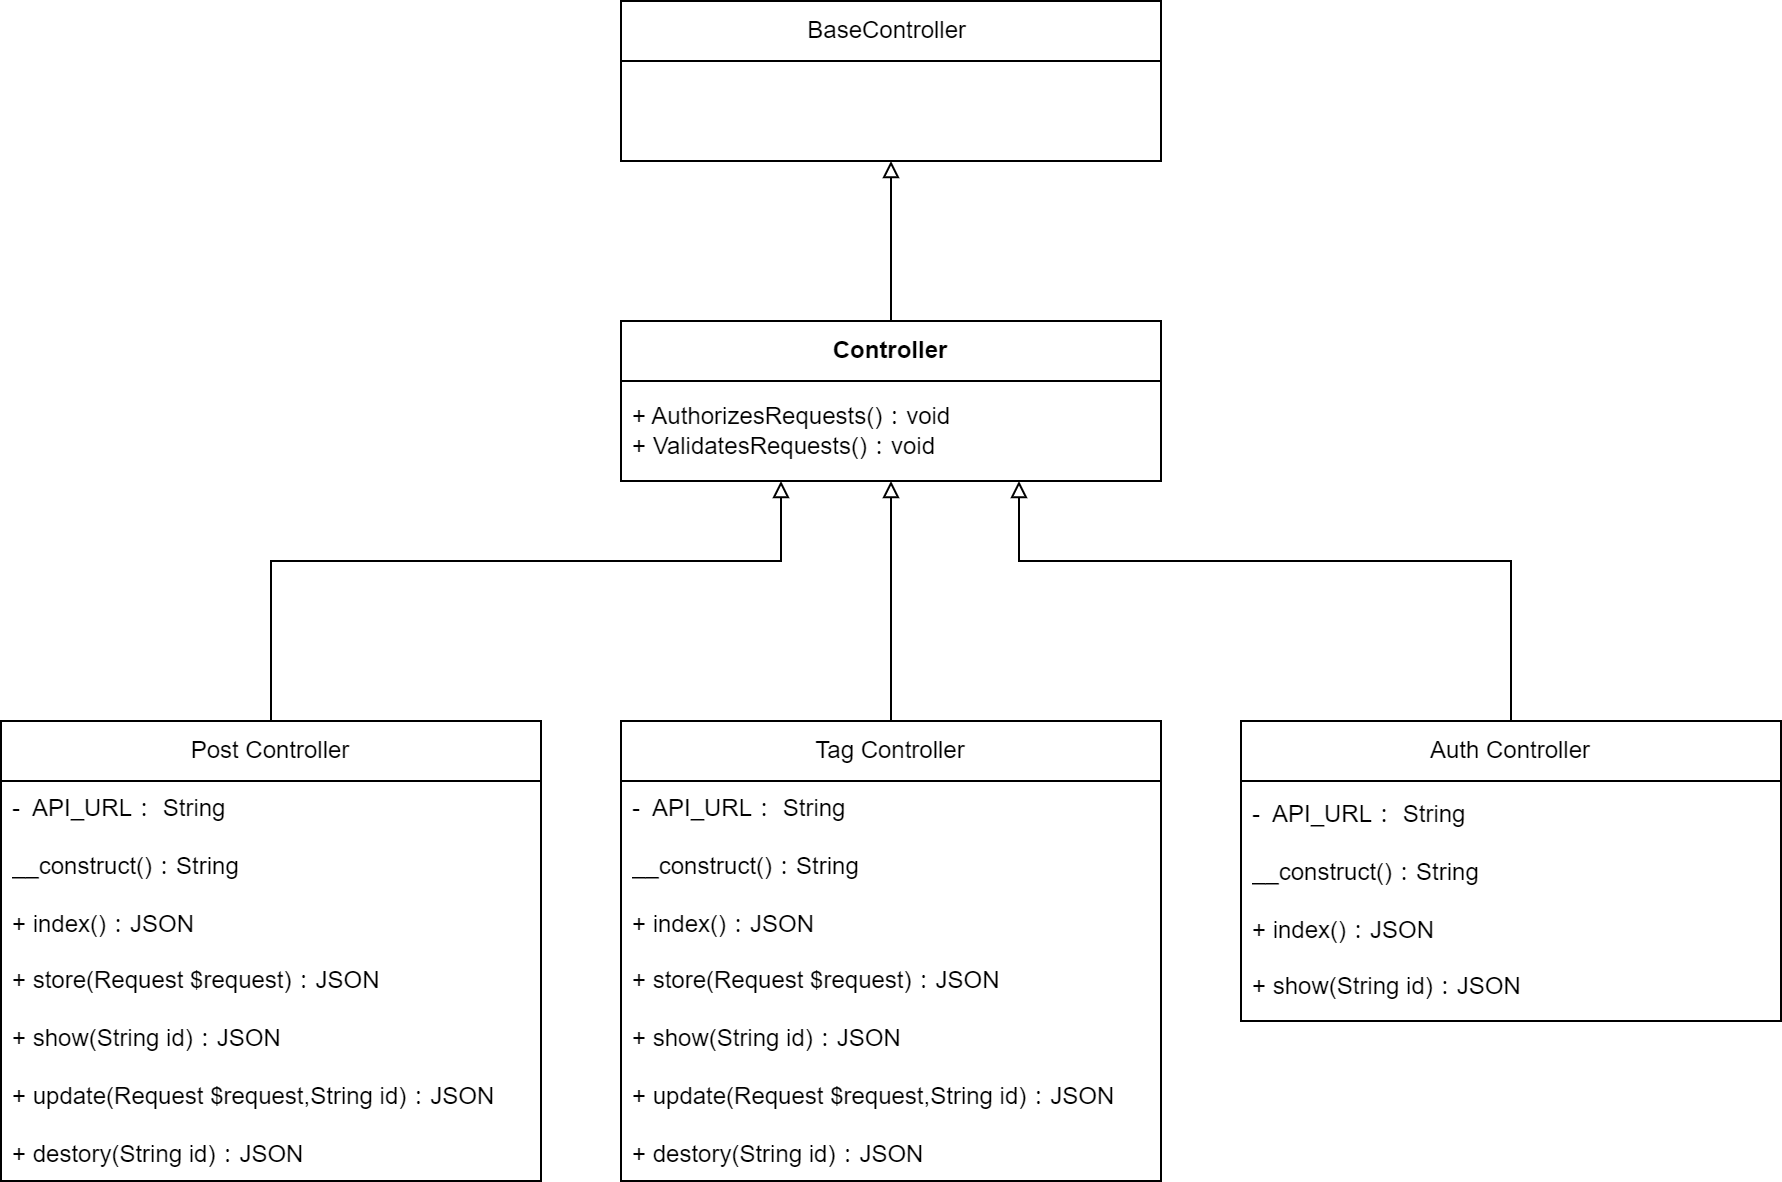 BaseController
Controller
+ AuthorizesRequests() : void
+ ValidatesRequests() : void
Post Controller
- API_URL : String
__construct() : String
+ index() : JSON
+ store(Request $request) : JSON
+ show(String id) : JSON
+ update(Request $request,String id) : JSON
+ destory(String id) : JSON
Tag Controller
- API_URL : String
__construct() : String
+ index() : JSON
+ store(Request $request) : JSON
+ show(String id) : JSON
+ update(Request $request,String id) : JSON
+ destory(String id) : JSON
Auth Controller
- API_URL : String
__construct() : String
+ index() : JSON
+ show(String id) : JSON